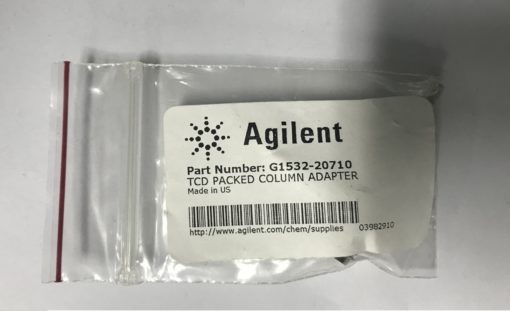 Agilent
Part Number: G1532-20710
TCD PACKED COLUMN ADAPTER
Made in US
http://www.agilent.com/chem/supplies 03982910